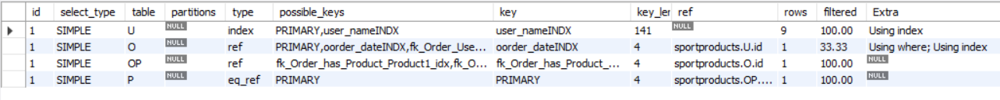 id select_type table partitions type possible_keys key key_ler ref rows filtered Extra
1 SIMPLE U NULL index PRIMARY,user_nameINDX user_nameINDX 141 NULL 9 100.00 Using index
1 SIMPLE O NULL ref PRIMARY,oorder_dateINDX,fk_Order_Use... oorder_dateINDX 4 sportproducts.U.id 1 33.33 Using where; Using index
1 SIMPLE OP NULL ref fk_Order_has_Product_Product1_idx,fk_O... fk_Order_has_Product_... 4 sportproducts.O.id 1 100.00 NULL
1 SIMPLE P NULL eq_ref PRIMARY PRIMARY 4 sportproducts.OP.... 1 100.00 NULL